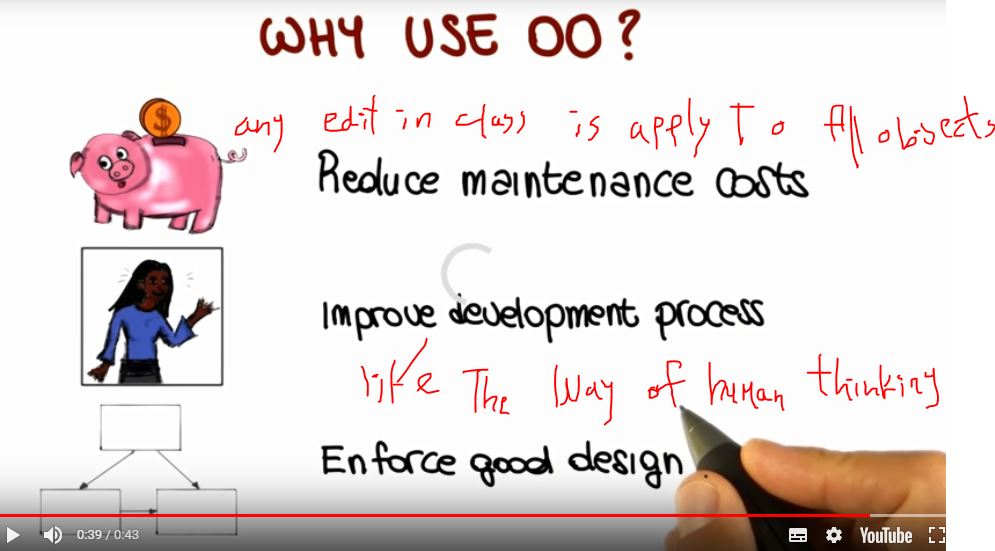 WHY USE OO?
$
any edit in class is apply To All obsects
Reduce maintenance costs
Improve development process
like The Way of human thinking
Enforce good design
0:39 / 0:43
YouTube